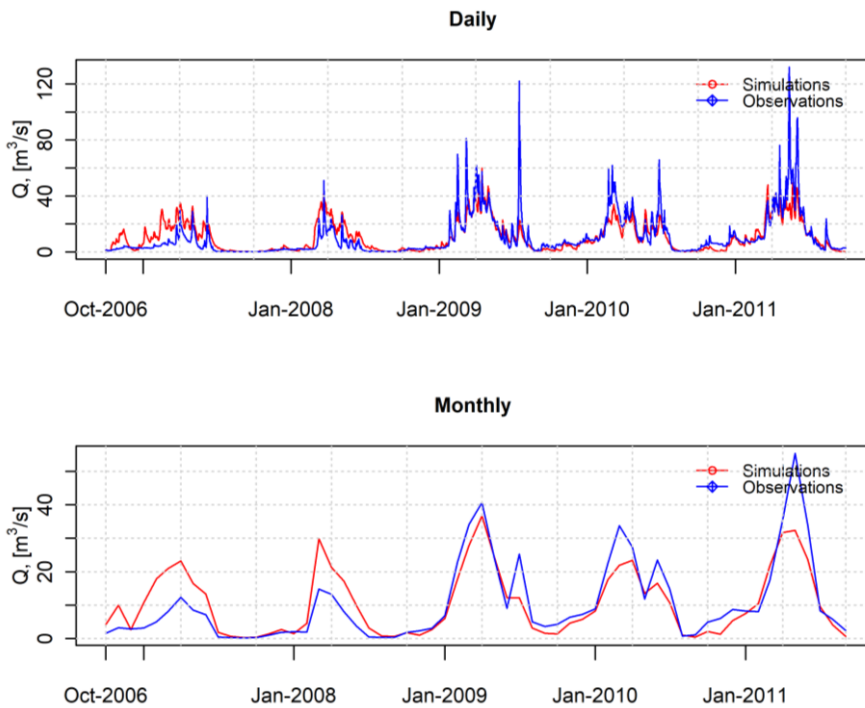 Daily
Q, [m³/s]
120
80
40
0
Simulations
Observations
Oct-2006 Jan-2008 Jan-2009 Jan-2010 Jan-2011
Monthly
Q, [m³/s]
40
20
0
Simulations
Observations
Oct-2006 Jan-2008 Jan-2009 Jan-2010 Jan-2011